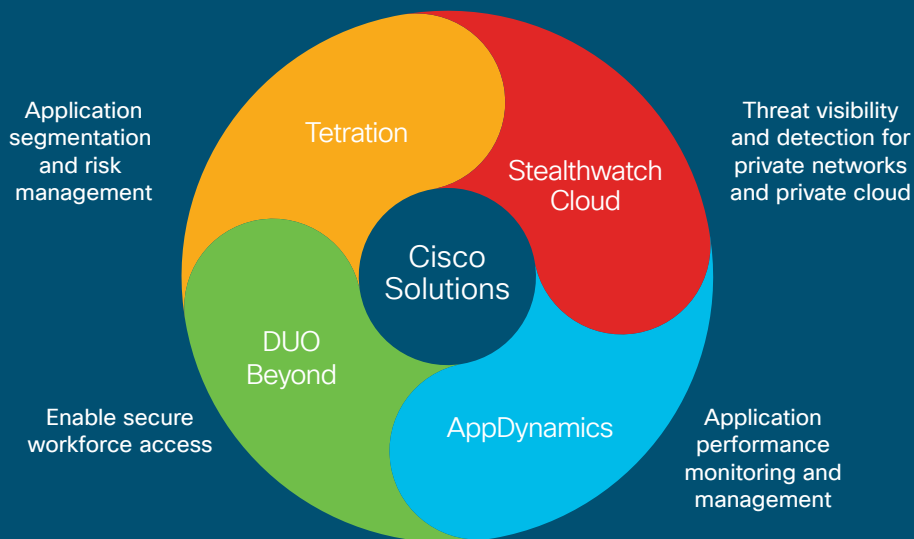 Application
segmentation
and risk
management
Tetration
Stealthwatch
Cloud
Threat visibility
and detection for
private networks
and private cloud
Cisco
Solutions
DUO
Beyond
Enable secure
workforce access
AppDynamics
Application
performance
monitoring and
management